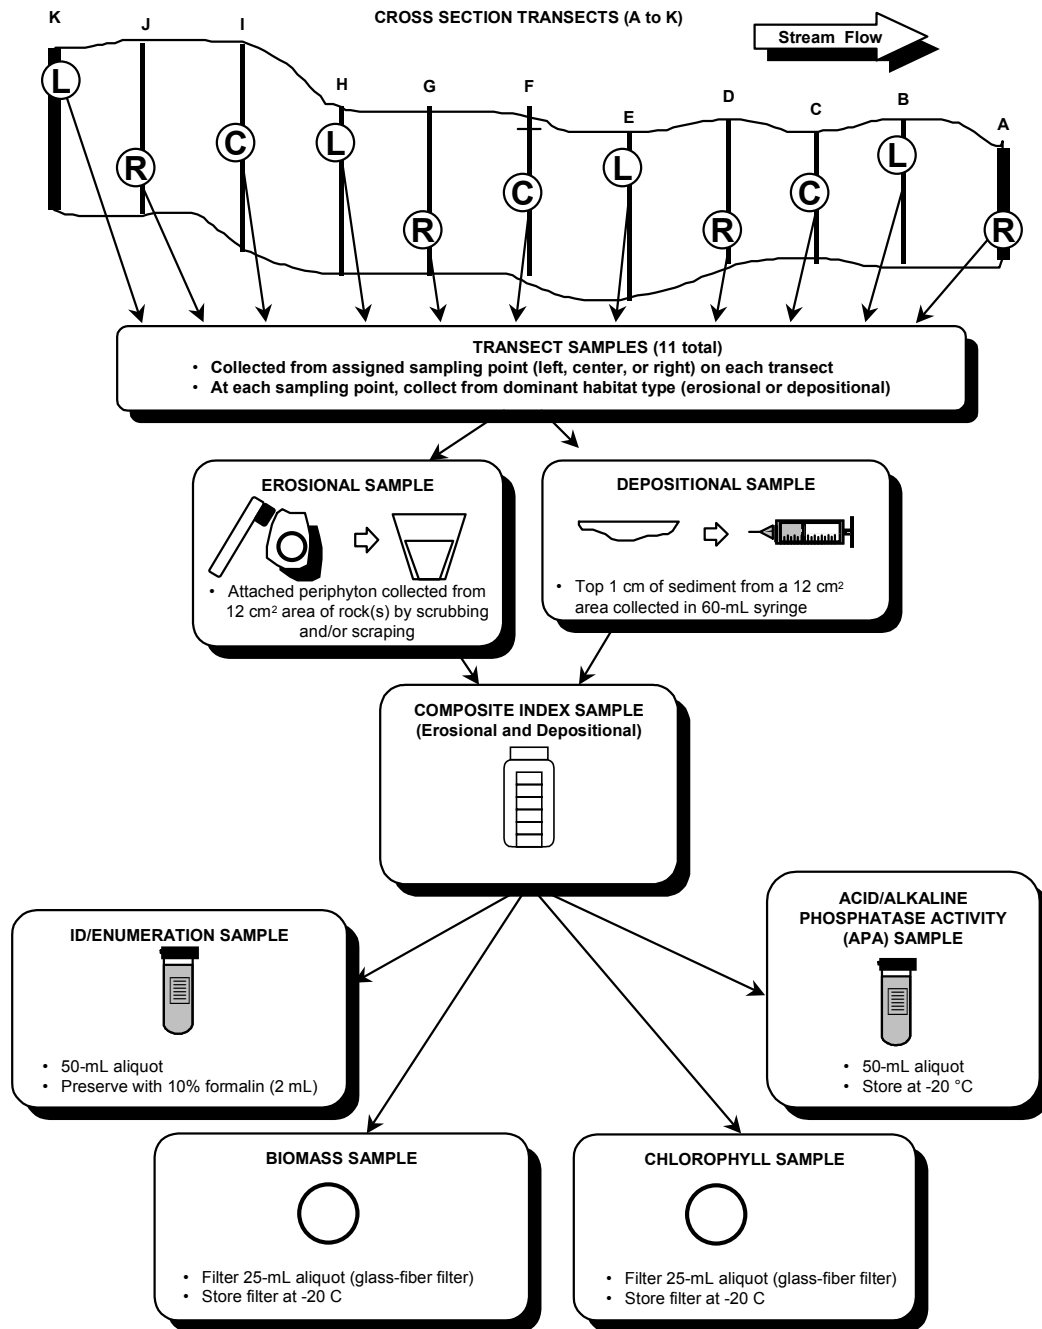 CROSS SECTION TRANSECTS (A to K)
Stream Flow
K
J
I
H
G
F
E
D
C
B
A
L
R
C
L
R
C
L
R
C
L
R
TRANSECT SAMPLES (11 total)
• Collected from assigned sampling point (left, center, or right) on each transect
• At each sampling point, collect from dominant habitat type (erosional or depositional)
EROSIONAL SAMPLE
• Attached periphyton collected from
12 cm² area of rock(s) by scrubbing
and/or scraping
DEPOSITIONAL SAMPLE
• Top 1 cm of sediment from a 12 cm²
area collected in 60-mL syringe
COMPOSITE INDEX SAMPLE
(Erosional and Depositional)
ID/ENUMERATION SAMPLE
• 50-mL aliquot
• Preserve with 10% formalin (2 mL)
ACID/ALKALINE
PHOSPHATASE ACTIVITY
(APA) SAMPLE
• 50-mL aliquot
• Store at -20 °C
BIOMASS SAMPLE
• Filter 25-mL aliquot (glass-fiber filter)
• Store filter at -20 C
CHLOROPHYLL SAMPLE
• Filter 25-mL aliquot (glass-fiber filter)
• Store filter at -20 C